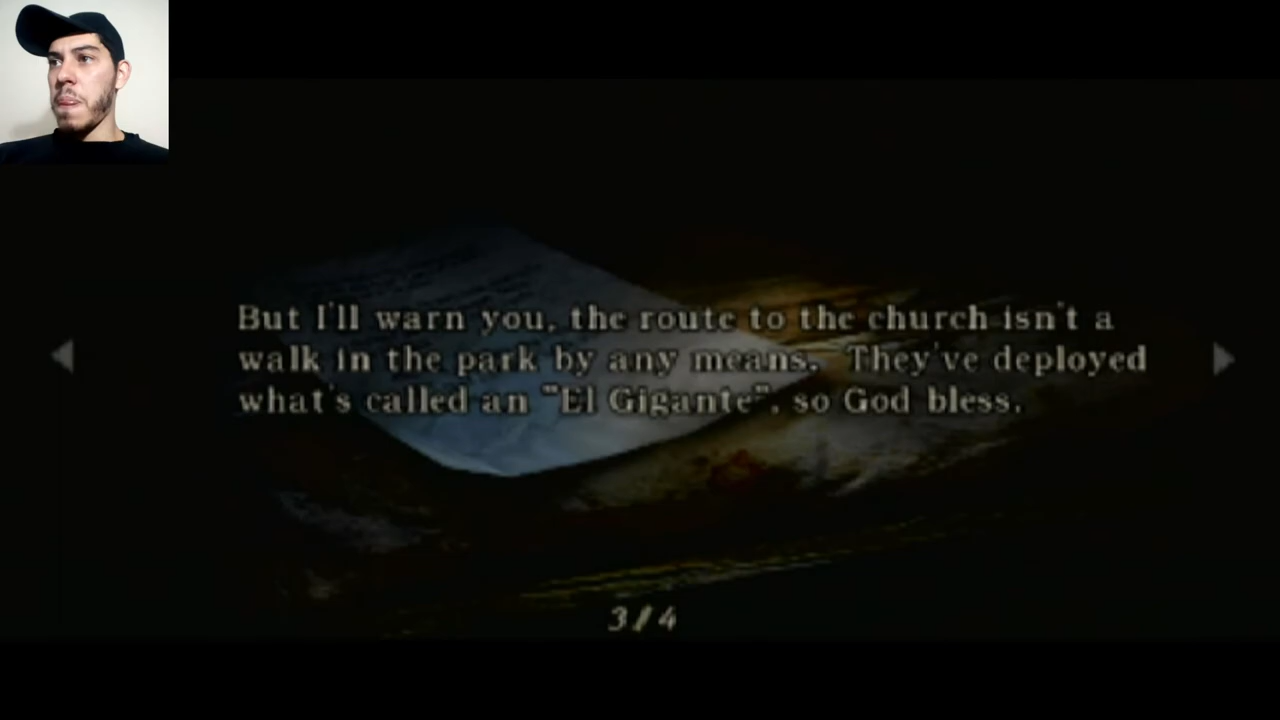 But I'll warn you, the route to the church isn't a
walk in the park by any means. They've deployed
what's called an "El Gigante", so God bless.
3/4